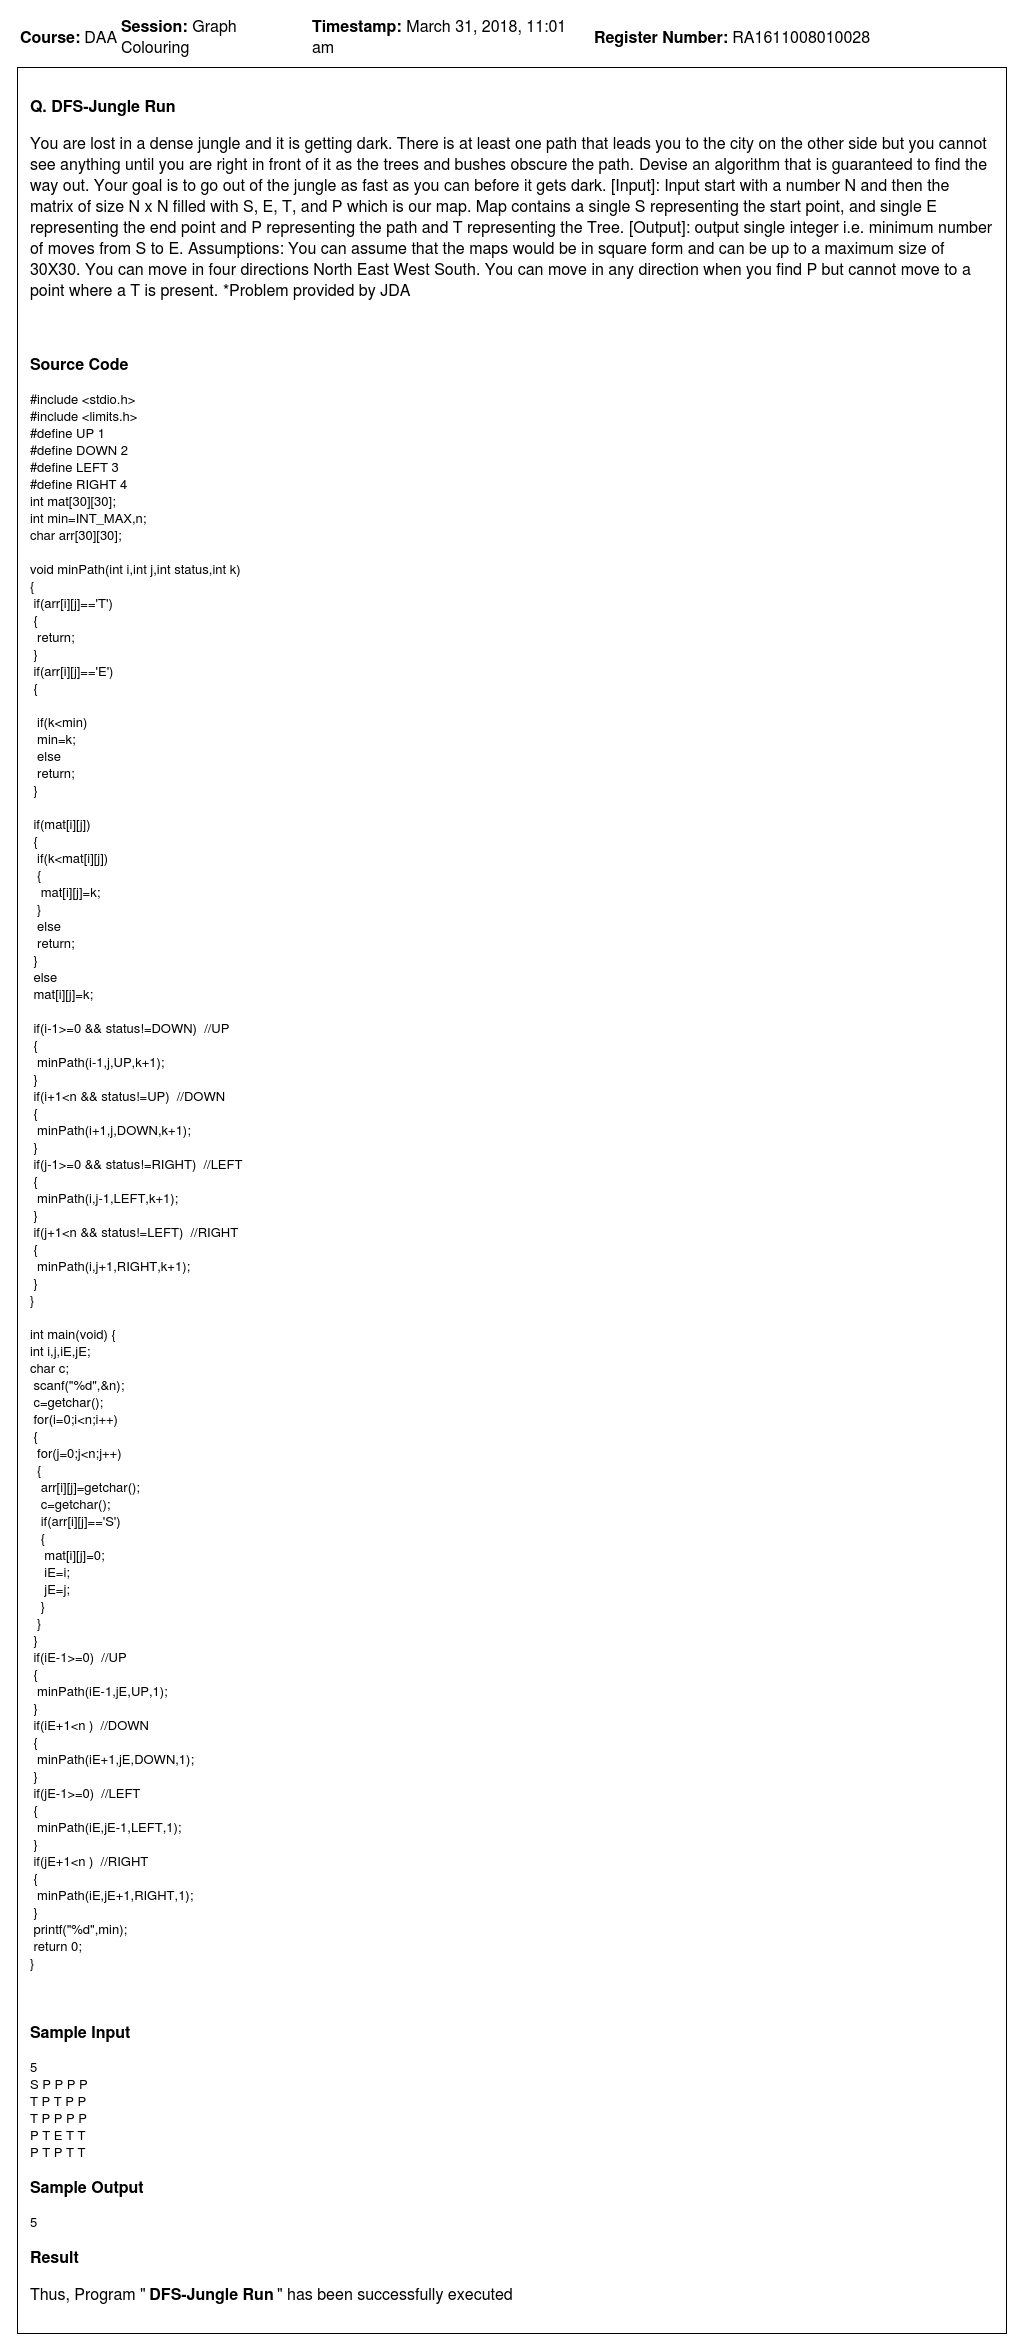 Course: DAA Session: Graph Colouring Timestamp: March 31, 2018, 11:01 am Register Number: RA1611008010028
Q. DFS-Jungle Run
You are lost in a dense jungle and it is getting dark. There is at least one path that leads you to the city on the other side but you cannot
see anything until you are right in front of it as the trees and bushes obscure the path. Devise an algorithm that is guaranteed to find the
way out. Your goal is to go out of the jungle as fast as you can before it gets dark. [Input]: Input start with a number N and then the
matrix of size N x N filled with S, E, T, and P which is our map. Map contains a single S representing the start point, and single E
representing the end point and P representing the path and T representing the Tree. [Output]: output single integer i.e. minimum number
of moves from S to E. Assumptions: You can assume that the maps would be in square form and can be up to a maximum size of
30X30. You can move in four directions North East West South. You can move in any direction when you find P but cannot move to a
point where a T is present. *Problem provided by JDA
Source Code
#include <stdio.h>
#include <limits.h>
#define UP 1
#define DOWN 2
#define LEFT 3
#define RIGHT 4
int mat[30][30];
int min=INT_MAX,n;
char arr[30][30];
void minPath(int i,int j,int status,int k)
{
if(arr[i][j]=='T')
{
return;
}
if(arr[i][j]=='E')
{
if(k<min)
min=k;
else
return;
}
if(mat[i][j])
{
if(k<mat[i][j])
{
mat[i][j]=k;
}
else
return;
}
else
mat[i][j]=k;
if(i-1>=0 && status!=DOWN) //UP
{
minPath(i-1,j,UP,k+1);
}
if(i+1<n && status!=UP) //DOWN
{
minPath(i+1,j,DOWN,k+1);
}
if(j-1>=0 && status!=RIGHT) //LEFT
{
minPath(i,j-1,LEFT,k+1);
}
if(j+1<n && status!=LEFT) //RIGHT
{
minPath(i,j+1,RIGHT,k+1);
}
}
int main(void) {
int i,j,iE,jE;
char c;
scanf("%d",&n);
c=getchar();
for(i=0;i<n;i++)
{
for(j=0;j<n;j++)
{
arr[i][j]=getchar();
c=getchar();
if(arr[i][j]=='S')
{
mat[i][j]=0;
iE=i;
jE=j;
}
}
}
if(iE-1>=0) //UP
{
minPath(iE-1,jE,UP,1);
}
if(iE+1<n ) //DOWN
{
minPath(iE+1,jE,DOWN,1);
}
if(jE-1>=0) //LEFT
{
minPath(iE,jE-1,LEFT,1);
}
if(jE+1<n ) //RIGHT
{
minPath(iE,jE+1,RIGHT,1);
}
printf("%d",min);
return 0;
}
Sample Input
5
S P P P P
T P T P P
T P P P P
P T E T T
P T P T T
Sample Output
5
Result
Thus, Program " DFS-Jungle Run " has been successfully executed